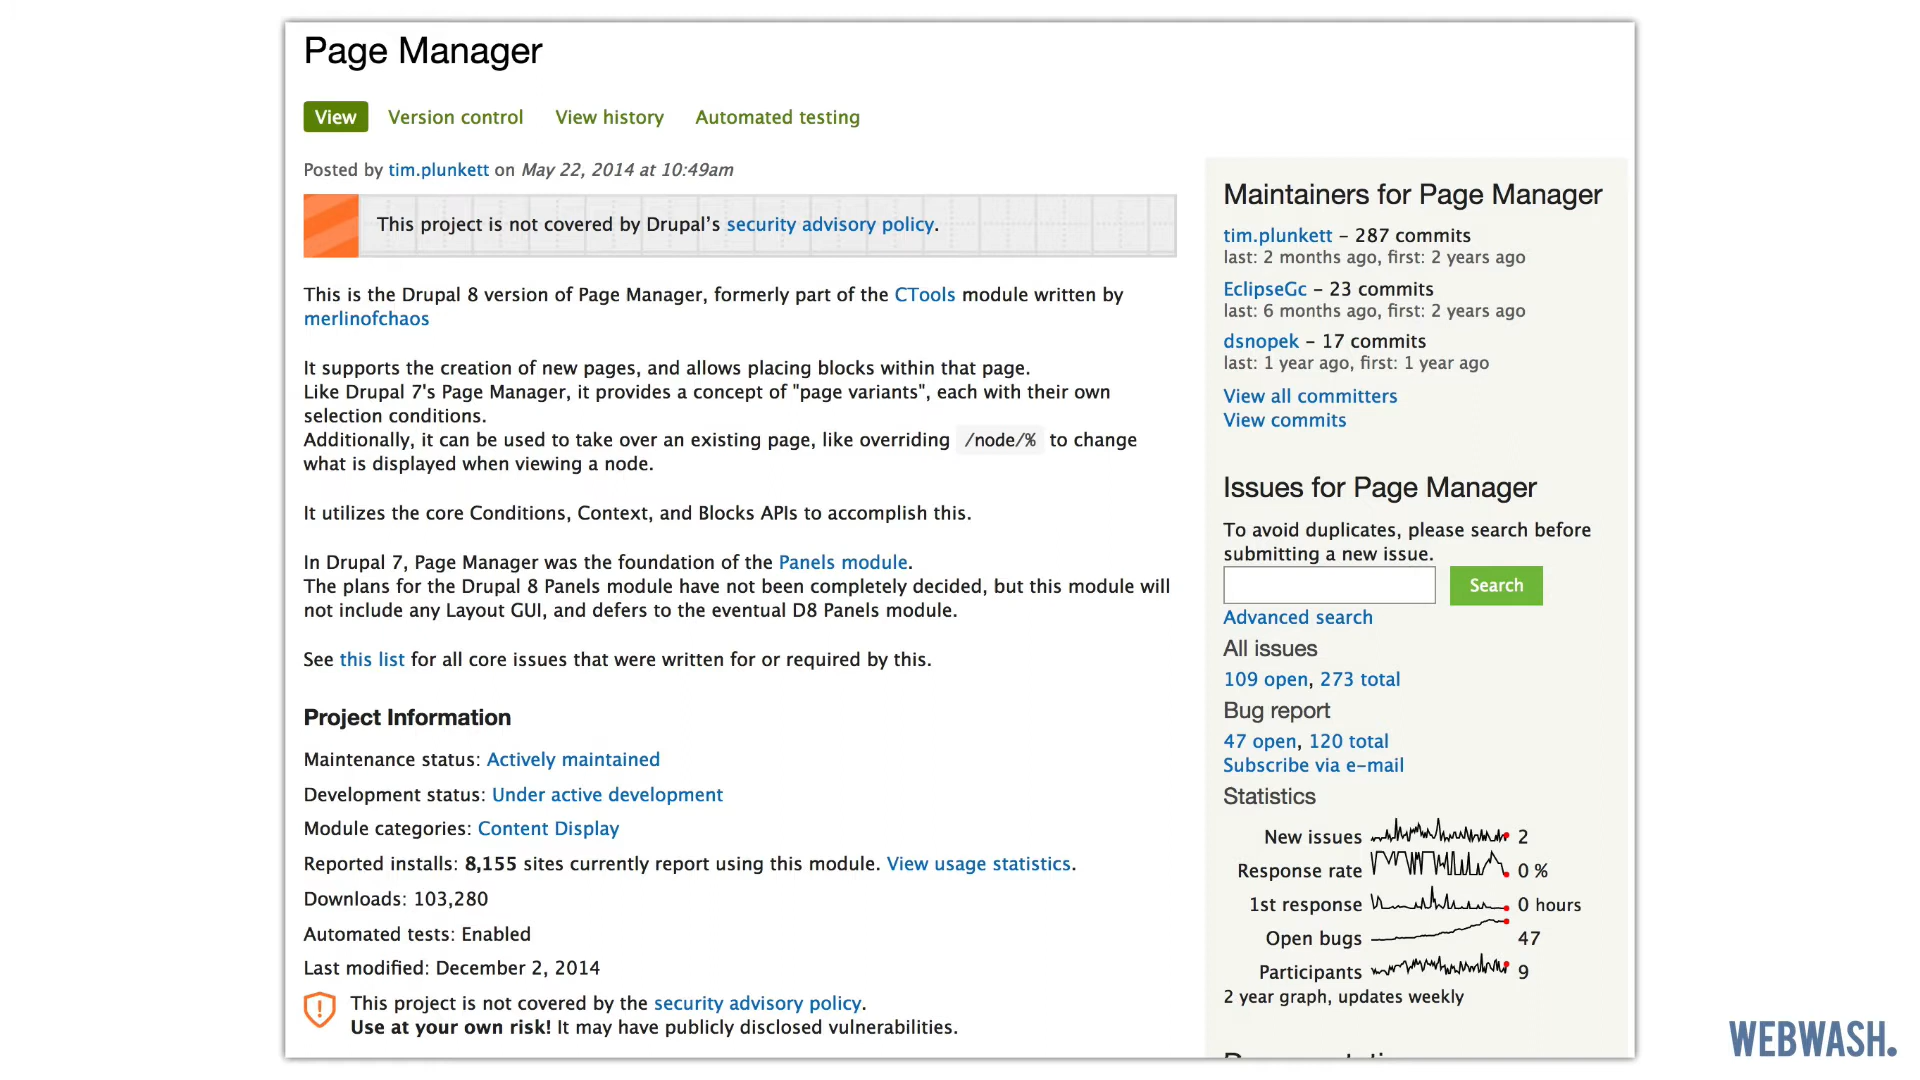 Page Manager
View Version control View history Automated testing
Posted by tim.plunkett on May 22, 2014 at 10:49am
This project is not covered by Drupal’s security advisory policy.
This is the Drupal 8 version of Page Manager, formerly part of the CTools module written by
merlinofchaos
It supports the creation of new pages, and allows placing blocks within that page.
Like Drupal 7's Page Manager, it provides a concept of "page variants", each with their own
selection conditions.
Additionally, it can be used to take over an existing page, like overriding /node/% to change
what is displayed when viewing a node.
It utilizes the core Conditions, Context, and Blocks APIs to accomplish this.
In Drupal 7, Page Manager was the foundation of the Panels module.
The plans for the Drupal 8 Panels module have not been completely decided, but this module will
not include any Layout GUI, and defers to the eventual D8 Panels module.
See this list for all core issues that were written for or required by this.
Project Information
Maintenance status: Actively maintained
Development status: Under active development
Module categories: Content Display
Reported installs: 8,155 sites currently report using this module. View usage statistics.
Downloads: 103,280
Automated tests: Enabled
Last modified: December 2, 2014
This project is not covered by the security advisory policy.
Use at your own risk! It may have publicly disclosed vulnerabilities.
Maintainers for Page Manager
tim.plunkett – 287 commits
last: 2 months ago, first: 2 years ago
EclipseGc – 23 commits
last: 6 months ago, first: 2 years ago
dsnopek – 17 commits
last: 1 year ago, first: 1 year ago
View all committers
View commits
Issues for Page Manager
To avoid duplicates, please search before
submitting a new issue.
Search
Advanced search
All issues
109 open, 273 total
Bug report
47 open, 120 total
Subscribe via e-mail
Statistics
New issues 2
Response rate 0 %
1st response 0 hours
Open bugs 47
Participants 9
2 year graph, updates weekly
WEBWASH.